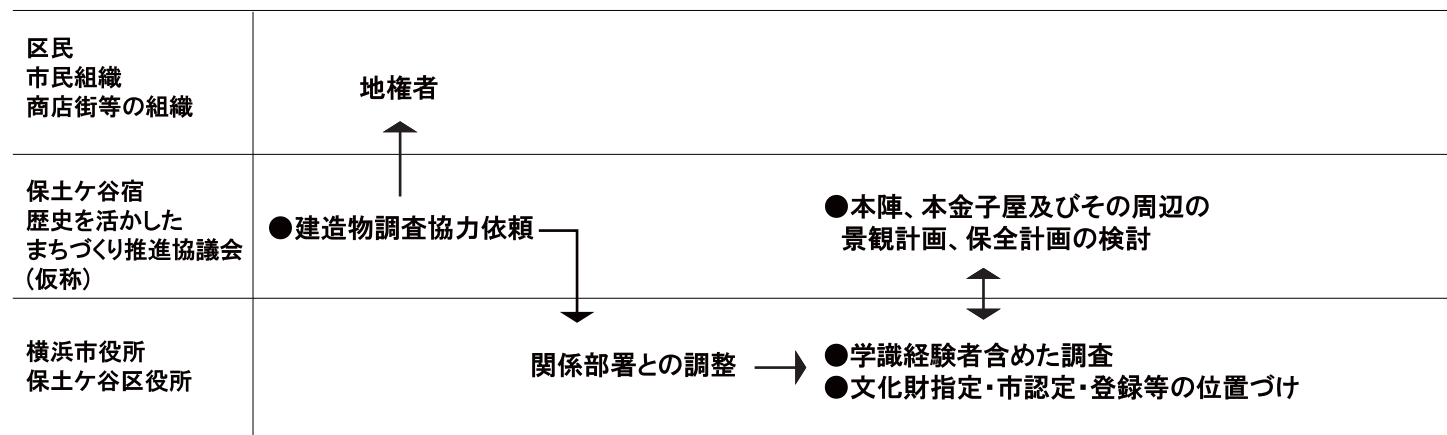 区民
市民組織
商店街等の組織
地権者
保土ケ谷宿
歴史を活かした
まちづくり推進協議会
(仮称)
●建造物調査協力依頼
●本陣、本金子屋及びその周辺の
景観計画、保全計画の検討
横浜市役所
保土ケ谷区役所
関係部署との調整
●学識経験者含めた調査
●文化財指定・市認定・登録等の位置づけ